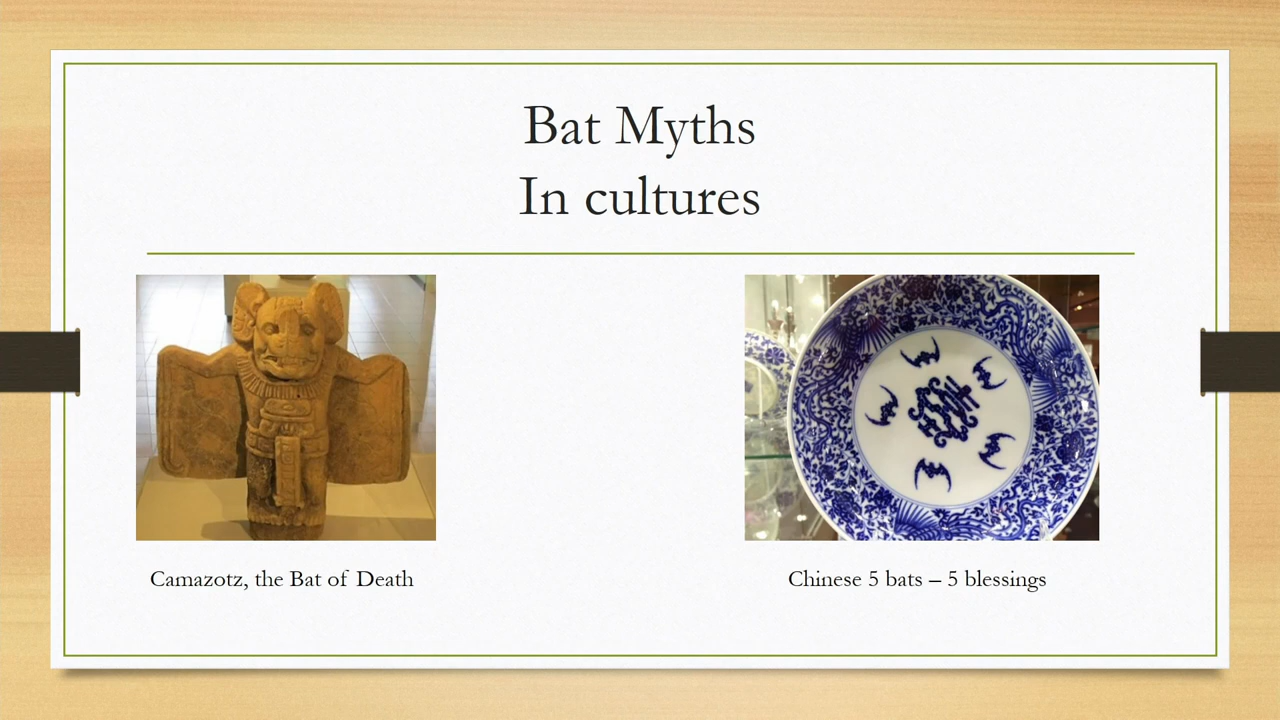 Bat Myths
In cultures
Camazotz, the Bat of Death
Chinese 5 bats – 5 blessings